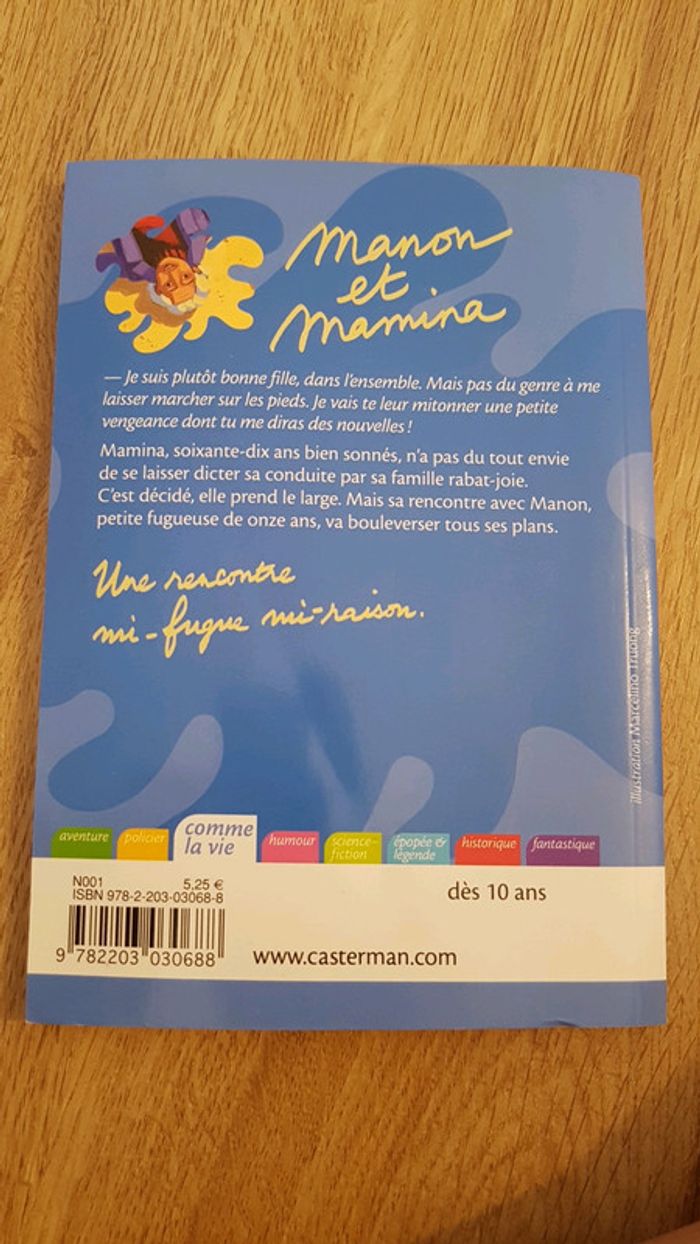 Manon
et
Mamina
— Je suis plutôt bonne fille, dans l'ensemble. Mais pas du genre à me
laisser marcher sur les pieds. Je vais te leur mitonner une petite
vengeance dont tu me diras des nouvelles !
Mamina, soixante-dix ans bien sonnés, n'a pas du tout envie
de se laisser dicter sa conduite par sa famille rabat-joie.
C'est décidé, elle prend le large. Mais sa rencontre avec Manon,
petite fugueuse de onze ans, va bouleverser tous ses plans.
Une rencontre
mi-fugue mi-raison.
illustration Marcelino Truong
aventure
policier
comme
la vie
humour
science-
fiction
épopée &
légende
historique
fantastique
N001 5,25 €
ISBN 978-2-203-03068-8
dès 10 ans
9 782203 030688
www.casterman.com